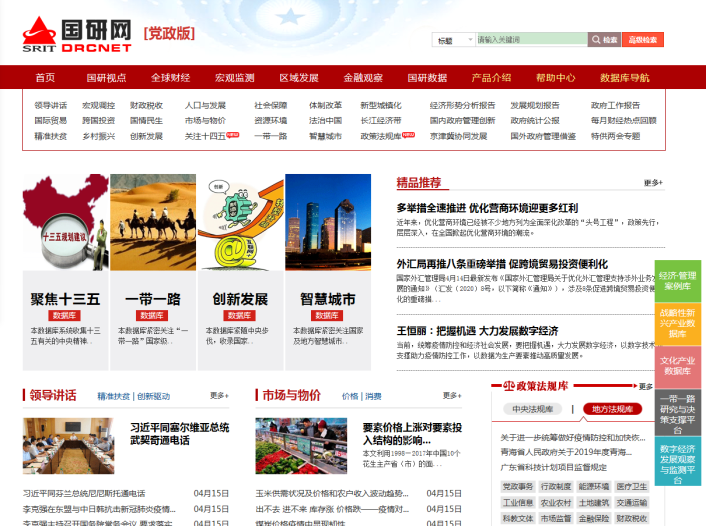 国研网
SRIT DRCNET
[党政版]
标题
请输入关键词
检索
高级检索
首页 国研视点 全球财经 宏观监测 区域发展 金融观察 国研数据 产品介绍 帮助中心 数据库导航
领导讲话 宏观调控 财政税收 人口与发展 社会保障 体制改革 新型城镇化 经济形势分析报告 发展规划报告 政府工作报告
国际贸易 跨国投资 国情民生 市场与物价 资源环境 法治中国 长江经济带 国内政府管理创新 政府统计公报 每月财经热点回顾
精准扶贫 乡村振兴 创新发展 关注十四五 一带一路 智慧城市 政策法规库 京津冀协同发展 国外政府管理借鉴 特供两会专题
十三五规划建议
创新
聚焦十三五
数据库
本数据库系统收集十三
五有关的中央精神..
一带一路
数据库
本数据库紧密关注“一
带一路”国家级..
创新发展
数据库
本数据库紧随中央步
伐，收录国家..
智慧城市
数据库
本数据库紧密关注国家
及地方智慧城市..
精品推荐
更多+
多举措全速推进 优化营商环境迎更多红利
近年来，优化营商环境已经被不少地方列为全面深化改革的“头号工程”，政策先行，
层层深入，在全国掀起优化营商环境的潮流。
外汇局再推八条重磅举措 促跨境贸易投资便利化
国家外汇管理局4月14日最新发布《国家外汇管理局关于优化外汇管理支持涉外业务发
展的通知》（汇发〔2020〕8号，以下简称《通知》），涉及8条促进跨境贸易投资便
化的重磅措...
王恒丽：把握机遇 大力发展数字经济
当前，统筹疫情防控和经济社会发展，要把握机遇，大力发展数字经济，以数字技术
支撑助力疫情防控工作，以数据为生产要素推动高质量发展。
经济·管理
案例库
战略性新
兴产业数
据库
文化产业
数据库
一带一路
研究与决
策支撑平
台
数字经济
发展观察
与监测平
台
领导讲话
精准扶贫 | 创新驱动
更多+
习近平同塞尔维亚总统
武契奇通电话
习近平同芬兰总统尼尼斯托通电话 04月15日
李克强在东盟与中日韩抗击新冠肺炎疫情... 04月15日
李克强主持召开国务院常务会议 要求落实 04月15日
市场与物价
价格 | 消费
更多+
要素价格上涨对要素投
入结构的影响...
本文利用1998－2017年中国10个
花生主产省（市）的面...
玉米供需状况及价格和农户收入波动趋势... 04月15日
出不去 进不来 库存涨 价格跌——疫情对... 04月15日
04月15日
政策法规库
更多
中央法规库 | 地方法规库
关于进一步统筹做好疫情防控和加快恢...
青海省人民政府关于2019年度青海...
广东省科技计划项目监督规定
党政事务 行政制度 能源环境 医疗卫生
工业信息 农业农村 土地建筑 交通运输
科教文体 市场监督 金融保险 财政税收